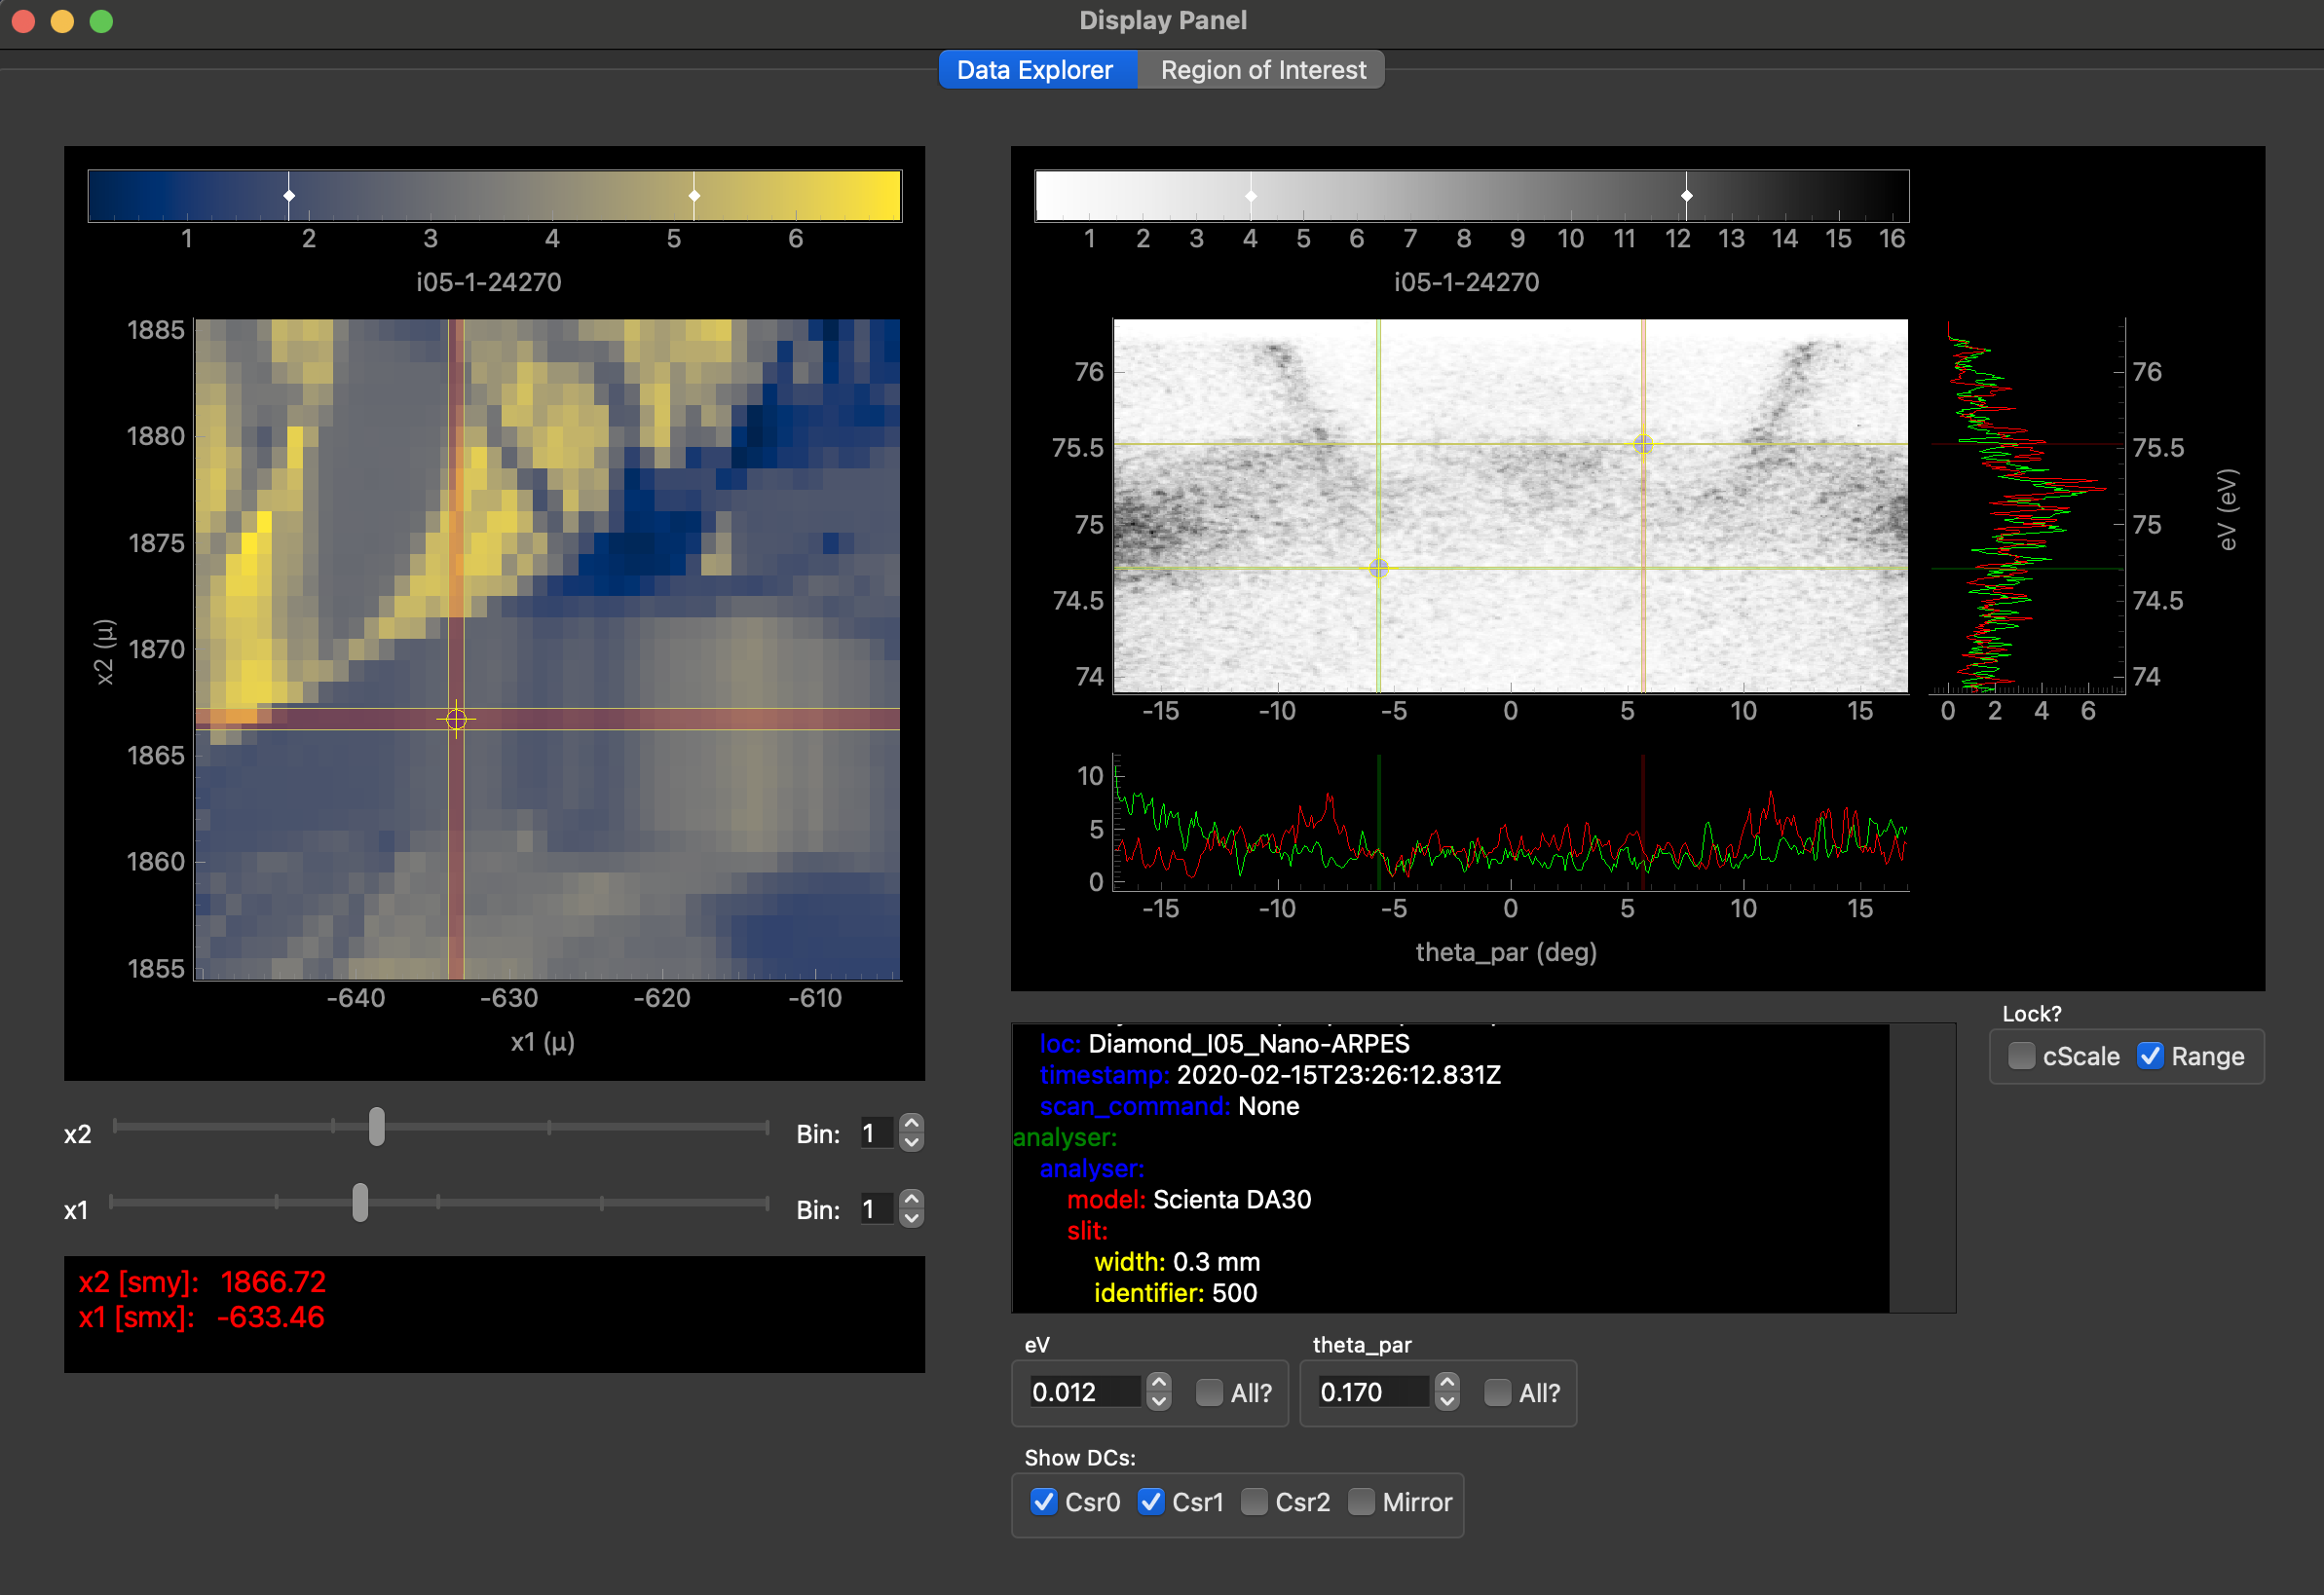 Display Panel
Data Explorer Region of Interest
1 2 3 4 5 6
i05-1-24270
1885
1880
1875
1870
1865
1860
1855
x2 (μ)
-640 -630 -620 -610
x1 (μ)
1 2 3 4 5 6 7 8 9 10 11 12 13 14 15 16
i05-1-24270
76
75.5
75
74.5
74
-15 -10 -5 0 5 10 15
76
75.5
75
74.5
74
eV (eV)
0 2 4 6
10
5
0
-15 -10 -5 0 5 10 15
theta_par (deg)
x2 Bin: 1
x1 Bin: 1
x2 [smy]: 1866.72
x1 [smx]: -633.46
loc: Diamond_I05_Nano-ARPES
timestamp: 2020-02-15T23:26:12.831Z
scan_command: None
analyser:
analyser:
model: Scienta DA30
slit:
width: 0.3 mm
identifier: 500
Lock?
cScale Range
eV theta_par
0.012 All? 0.170 All?
Show DCs:
Csr0 Csr1 Csr2 Mirror